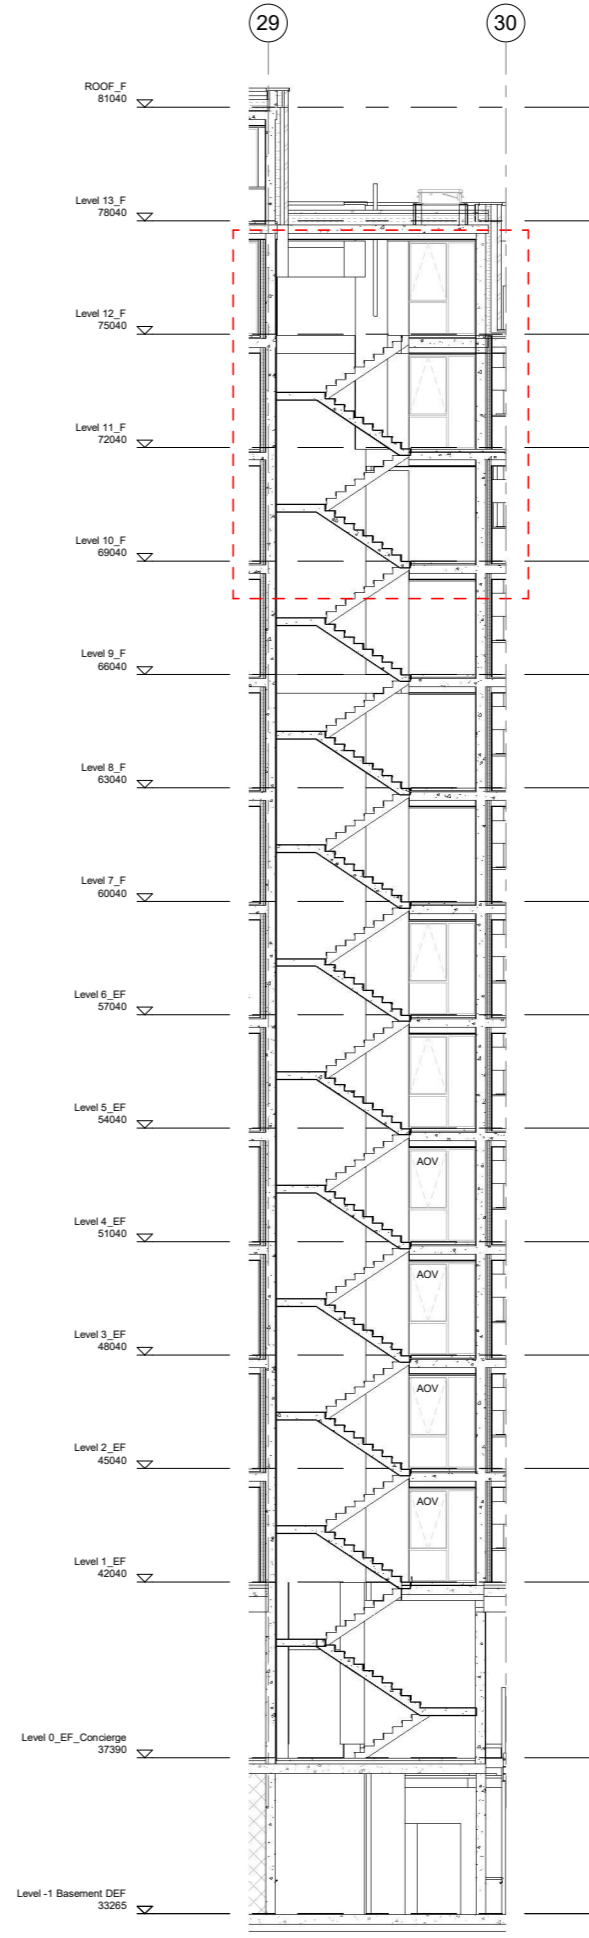 29
30
ROOF_F
81040
Level 13_F
78040
Level 12_F
75040
Level 11_F
72040
Level 10_F
69040
Level 9_F
66040
Level 8_F
63040
Level 7_F
60040
Level 6_EF
57040
Level 5_EF
54040
AOV
Level 4_EF
51040
AOV
Level 3_EF
48040
AOV
Level 2_EF
45040
AOV
Level 1_EF
42040
Level 0_EF_Concierge
37390
Level -1 Basement DEF
33265